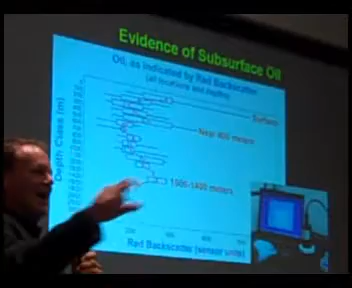 Evidence of Subsurface Oil
Oil, as indicated by Red Backscatter
(all locations and depths)
Surface
Near 400 meters
1300-1400 meters
Depth Class (m)
Red Backscatter (sensor units)